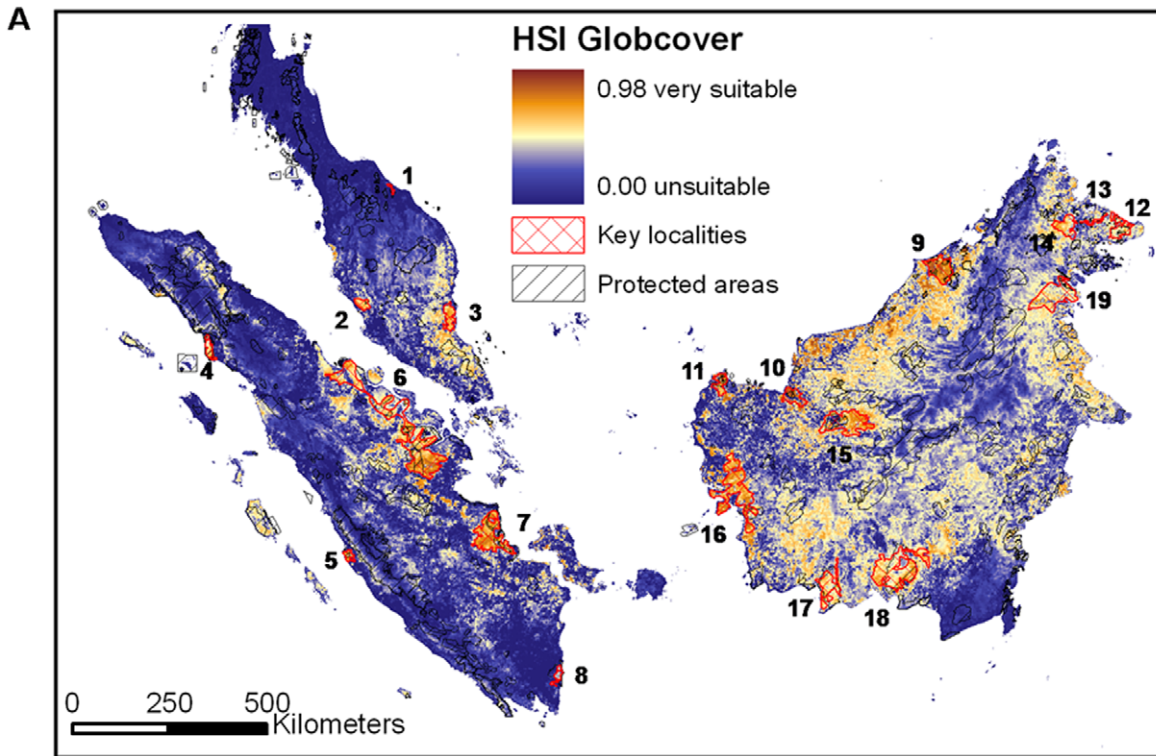 A
HSI Globcover
0.98 very suitable
0.00 unsuitable
Key localities
Protected areas
1
2
3
4
5
6
7
8
9
10
11
12
13
14
15
16
17
18
19
0 250 500
Kilometers